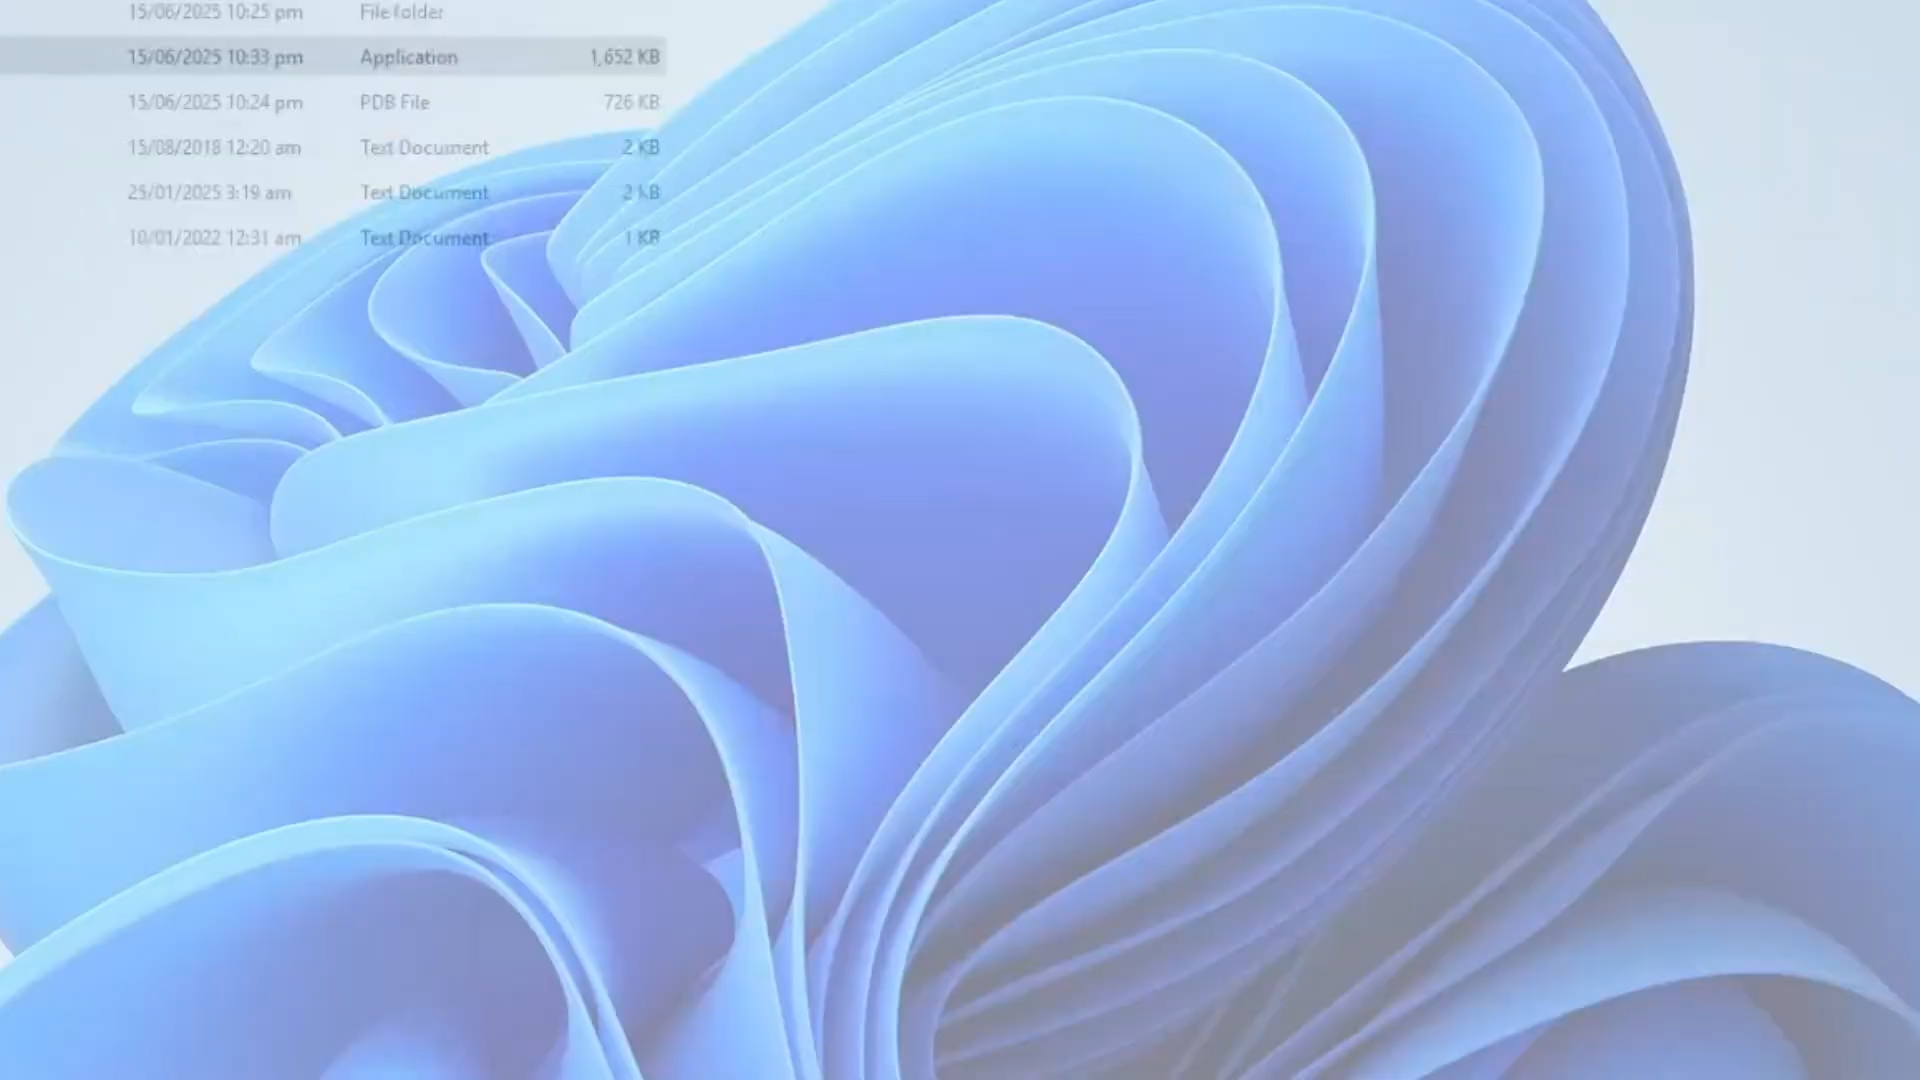 15/06/2025 10:25 pm File folder
15/06/2025 10:33 pm Application 1,652 KB
15/06/2025 10:24 pm PDB File 726 KB
15/08/2018 12:20 am Text Document 2 KB
25/01/2025 3:19 am Text Document 2 KB
10/01/2022 12:31 am Text Document 1 KB